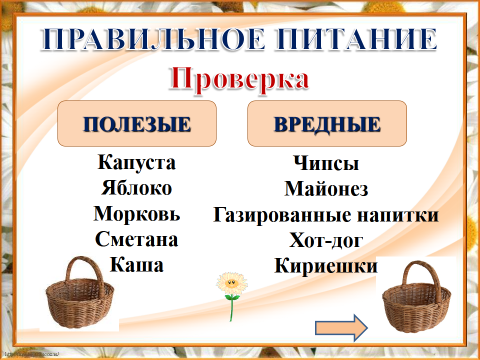 ПРАВИЛЬНОЕ ПИТАНИЕ
Проверка
ПОЛЕЗЫЕ
Капуста
Яблоко
Морковь
Сметана
Каша
ВРЕДНЫЕ
Чипсы
Майонез
Газированные напитки
Хот-дог
Кириешки